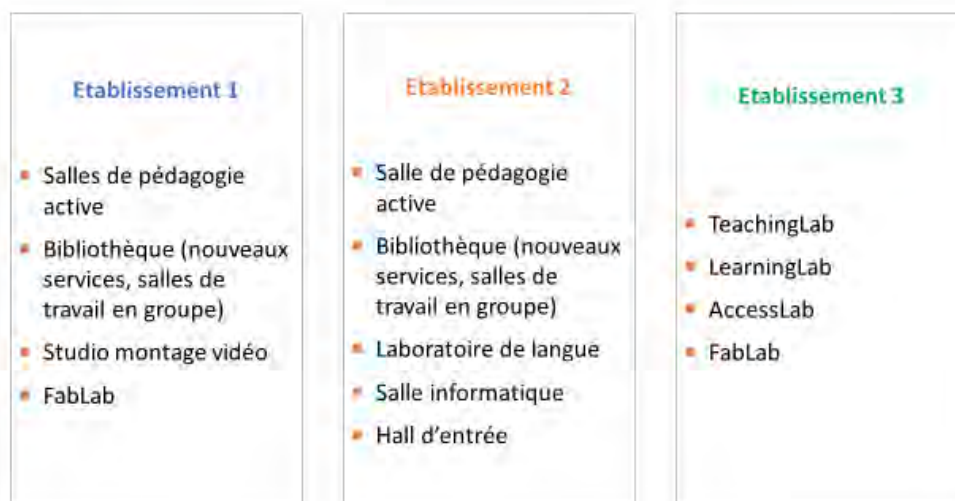 Etablissement 1
Salles de pédagogie
active
Bibliothèque (nouveaux
services, salles de
travail en groupe)
Studio montage vidéo
FabLab
Etablissement 2
Salle de pédagogie
active
Bibliothèque (nouveaux
services, salles de
travail en groupe)
Laboratoire de langue
Salle informatique
Hall d'entrée
Etablissement 3
TeachingLab
LearningLab
AccessLab
FabLab